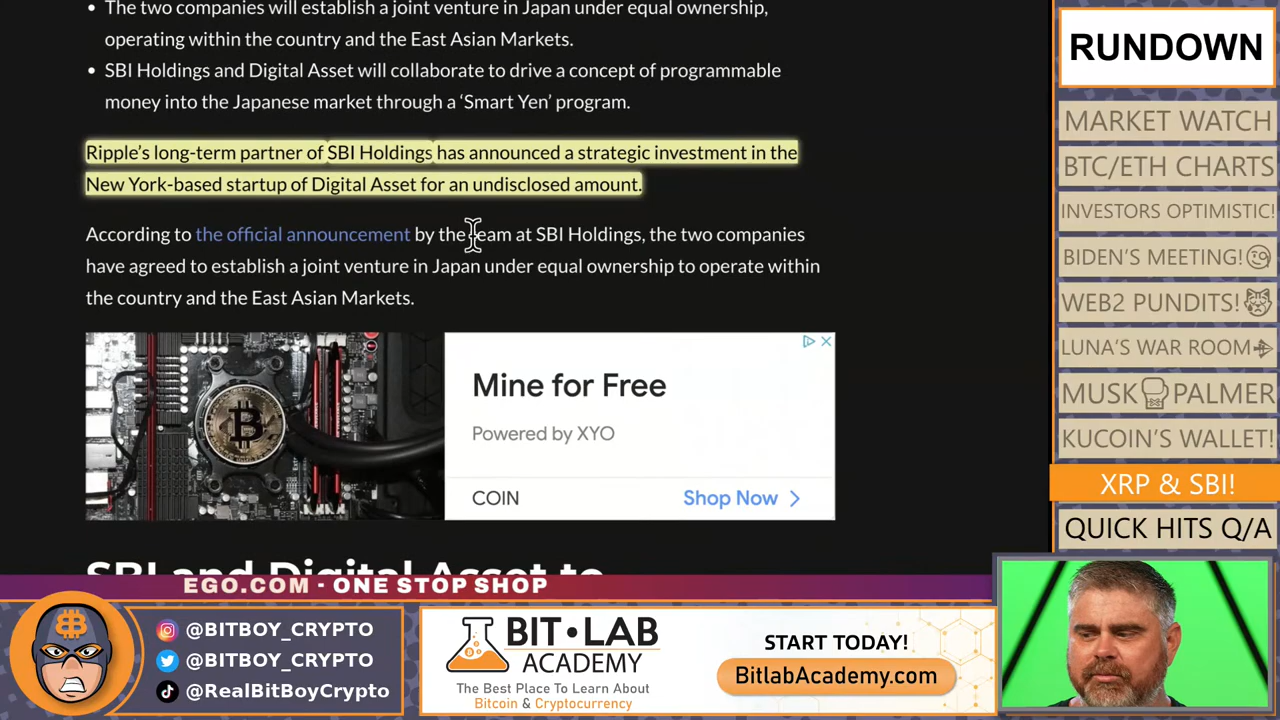 • The two companies will establish a joint venture in Japan under equal ownership,
operating within the country and the East Asian Markets.
• SBI Holdings and Digital Asset will collaborate to drive a concept of programmable
money into the Japanese market through a ‘Smart Yen’ program.
Ripple’s long-term partner of SBI Holdings has announced a strategic investment in the
New York-based startup of Digital Asset for an undisclosed amount.
According to the official announcement by the team at SBI Holdings, the two companies
have agreed to establish a joint venture in Japan under equal ownership to operate within
the country and the East Asian Markets.
Mine for Free
Powered by XYO
COIN
Shop Now >
SBI and Digital Asset to
EGO.COM - ONE STOP SHOP
@BITBOY_CRYPTO
@BITBOY_CRYPTO
@RealBitBoyCrypto
BIT•LAB
ACADEMY
The Best Place To Learn About
Bitcoin & Cryptocurrency
START TODAY!
BitlabAcademy.com
RUNDOWN
MARKET WATCH
BTC/ETH CHARTS
INVESTORS OPTIMISTIC!
BIDEN'S MEETING!
WEB2 PUNDITS!
LUNA'S WAR ROOM
MUSK PALMER
KUCOIN'S WALLET!
XRP & SBI!
QUICK HITS Q/A